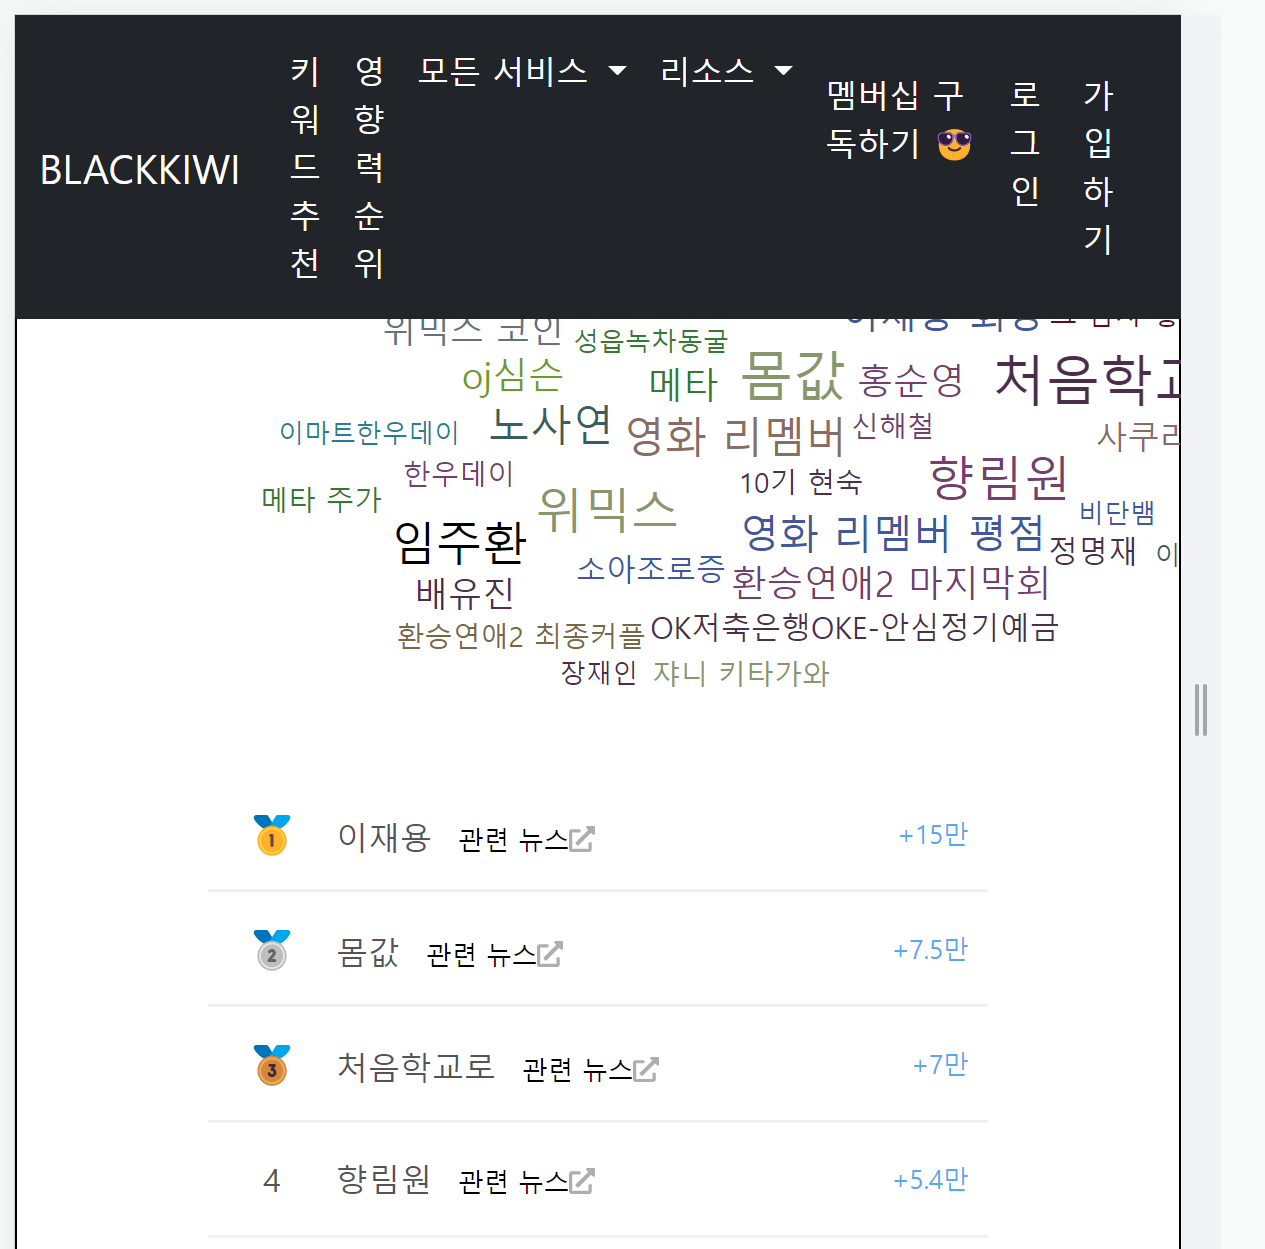 BLACKKIWI
키워드추천
영향력순위
모든 서비스
리소스
멤버십 구
독하기
로그인
가입하기
위믹스 코인
성읍녹차동굴
oj심슨
메타
몸값
홍순영
처음학교
이마트한우데이
노사연
영화 리멤버
신해철
한우데이
10기 현숙
향림원
메타 주가
위믹스
비단뱀
임주환
영화 리멤버 평점
정명재
이
소아조로증
배유진
환승연애2 마지막회
환승연애2 최종커플
OK저축은행OKE-안심정기예금
장재인
쟈니 키타가와
1 이재용 관련 뉴스 +15만
2 몸값 관련 뉴스 +7.5만
3 처음학교로 관련 뉴스 +7만
4 향림원 관련 뉴스 +5.4만